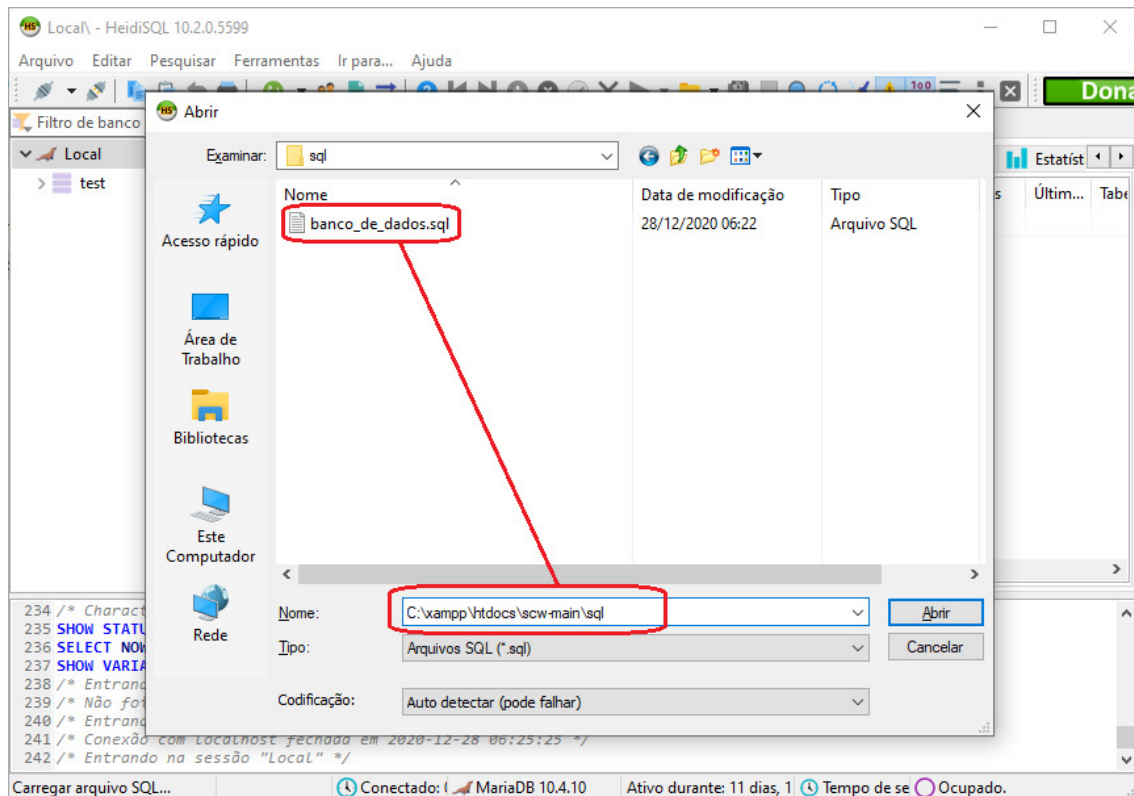 Local\ - HeidiSQL 10.2.0.5599
Arquivo Editar Pesquisar Ferramentas Ir para... Ajuda
Dona
Filtro de banco
Abrir
Local
test
Examinar: sql
Estatíst
Últim... Tabe
Nome Data de modificação Tipo
banco_de_dados.sql 28/12/2020 06:22 Arquivo SQL
Acesso rápido
Área de
Trabalho
Bibliotecas
Este
Computador
Rede
Nome: C:\xampp\htdocs\scw-main\sql Abrir
Tipo: Arquivos SQL (*.sql) Cancelar
Codificação: Auto detectar (pode falhar)
234 /* Charact
235 SHOW STATU
236 SELECT NOW
237 SHOW VARIA
238 /* Entrand
239 /* Não fo
240 /* Entrand
241 /* Conexão com localhost fechada em 2020-12-28 06:25:25 */
242 /* Entrando na sessão "Local" */
Carregar arquivo SQL... Conectado: MariaDB 10.4.10 Ativo durante: 11 dias, 1 Tempo de se Ocupado.